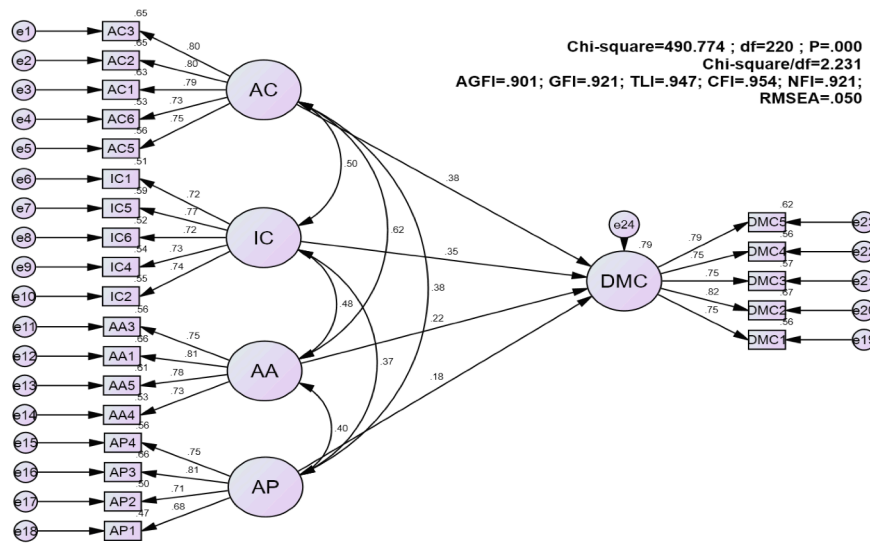 Chi-square=490.774 ; df=220 ; P=.000
Chi-square/df=2.231
AGFI=.901; GFI=.921; TLI=.947; CFI=.954; NFI=.921;
RMSEA=.050
.65
e1 AC3
.80
.65
e2 AC2
.80
.63
e3 AC1
.79
.53
e4 AC6
.73
.56
e5 AC5
.75
AC
.51
e6 IC1
.72
.59
e7 IC5
.77
.52
e8 IC6
.72
.54
e9 IC4
.73
.55
e10 IC2
.74
IC
.56
e11 AA3
.75
.66
e12 AA1
.81
.61
e13 AA5
.78
.53
e14 AA4
.73
AA
.56
e15 AP4
.75
.66
e16 AP3
.81
.50
e17 AP2
.71
.47
e18 AP1
.68
AP
.50
.62
.38
.48
.37
.40
.38
.35
.22
.18
e24
.79
DMC
.62
.79 DMC5 e23
.56
.75 DMC4 e22
.57
.75 DMC3 e21
.67
.82 DMC2 e20
.56
.75 DMC1 e19